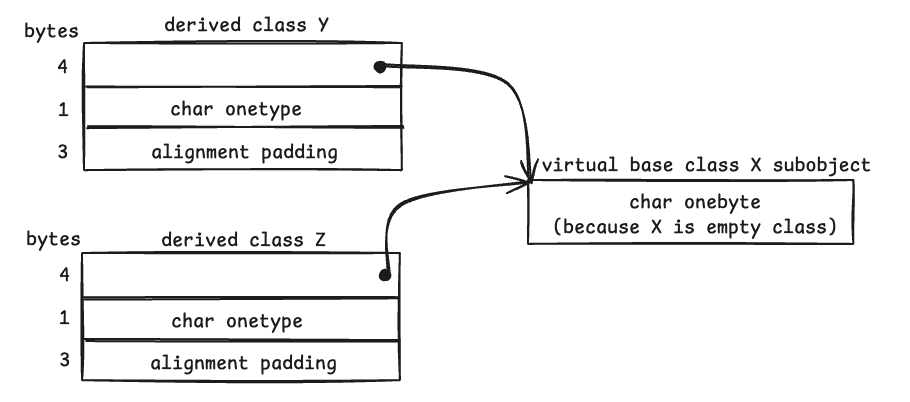 derived class Y
bytes
4
1
char onetype
3
alignment padding
virtual base class X subobject
char onebyte
(because X is empty class)
derived class Z
bytes
4
1
char onetype
3
alignment padding